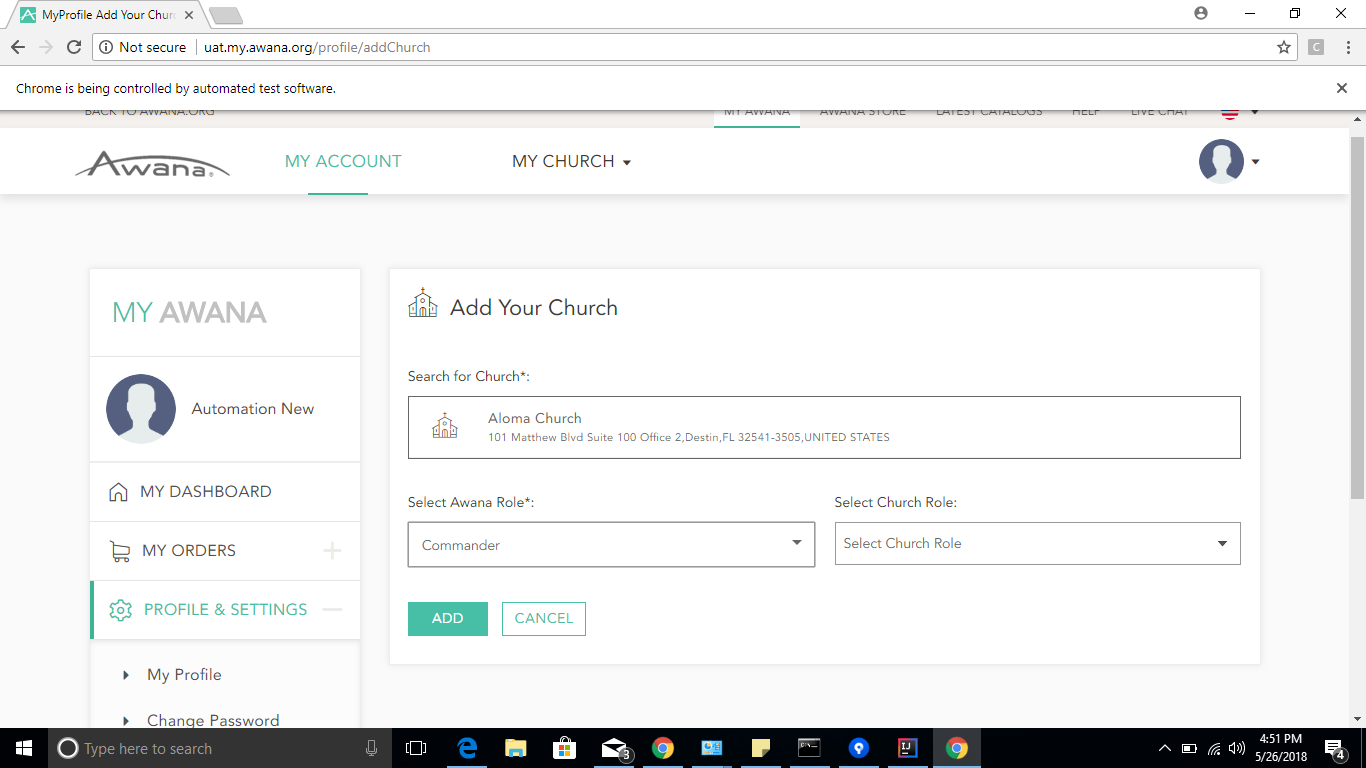 MyProfile Add Your Churc
Not secure
uat.my.awana.org/profile/addChurch
C
Chrome is being controlled by automated test software.
BACK TO AWANA.ORG
MY AWANA
AWANA STORE
LATEST CATALOGS
HELP
LIVE CHAT
Awana®
MY ACCOUNT
MY CHURCH
MY AWANA
Automation New
MY DASHBOARD
MY ORDERS
PROFILE & SETTINGS
My Profile
Change Password
Add Your Church
Search for Church*:
Aloma Church
101 Matthew Blvd Suite 100 Office 2,Destin,FL 32541-3505,UNITED STATES
Select Awana Role*:
Commander
Select Church Role:
Select Church Role
ADD
CANCEL
Type here to search
3
IJ
4:51 PM
5/26/2018
4